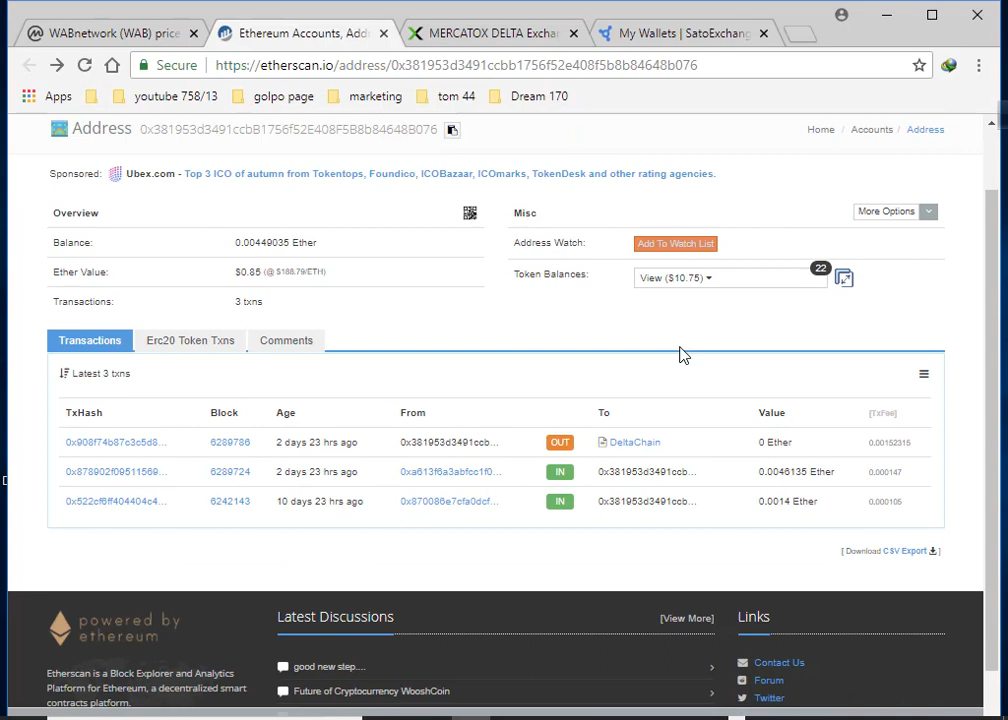 WABnetwork (WAB) price
Ethereum Accounts, Add
MERCATOX DELTA Exchan
My Wallets | SatoExchang
Secure
https://etherscan.io/address/0x381953d3491ccbb1756f52e408f5b8b84648b076
Apps
youtube 758/13
golpo page
marketing
tom 44
Dream 170
Address 0x381953d3491ccbB1756f52E408F5B8b84648B076
Home / Accounts / Address
Sponsored: Ubex.com - Top 3 ICO of autumn from Tokentops, Foundico, ICOBazaar, ICOmarks, TokenDesk and other rating agencies.
Overview
Balance: 0.00449035 Ether
Ether Value: $0.85 (@ $188.79/ETH)
Transactions: 3 txns
Misc
More Options
Address Watch: Add To Watch List
Token Balances: View ($10.75)
22
Transactions
Erc20 Token Txns
Comments
Latest 3 txns
TxHash Block Age From To Value [TxFee]
0x908f74b87c3c5d8... 6289786 2 days 23 hrs ago 0x381953d3491ccb... OUT DeltaChain 0 Ether 0.00152315
0x878902f09511569... 6289724 2 days 23 hrs ago 0xa613f6a3abfcc1f0... IN 0x381953d3491ccb... 0.0046135 Ether 0.000147
0x522cf6ff404404c4... 6242143 10 days 23 hrs ago 0x870086e7cfa0dcf... IN 0x381953d3491ccb... 0.0014 Ether 0.000105
[ Download CSV Export ]
powered by
ethereum
Etherscan is a Block Explorer and Analytics
Platform for Ethereum, a decentralized smart
contracts platform.
Latest Discussions
[View More]
good new step....
Future of Cryptocurrency WooshCoin
Links
Contact Us
Forum
Twitter